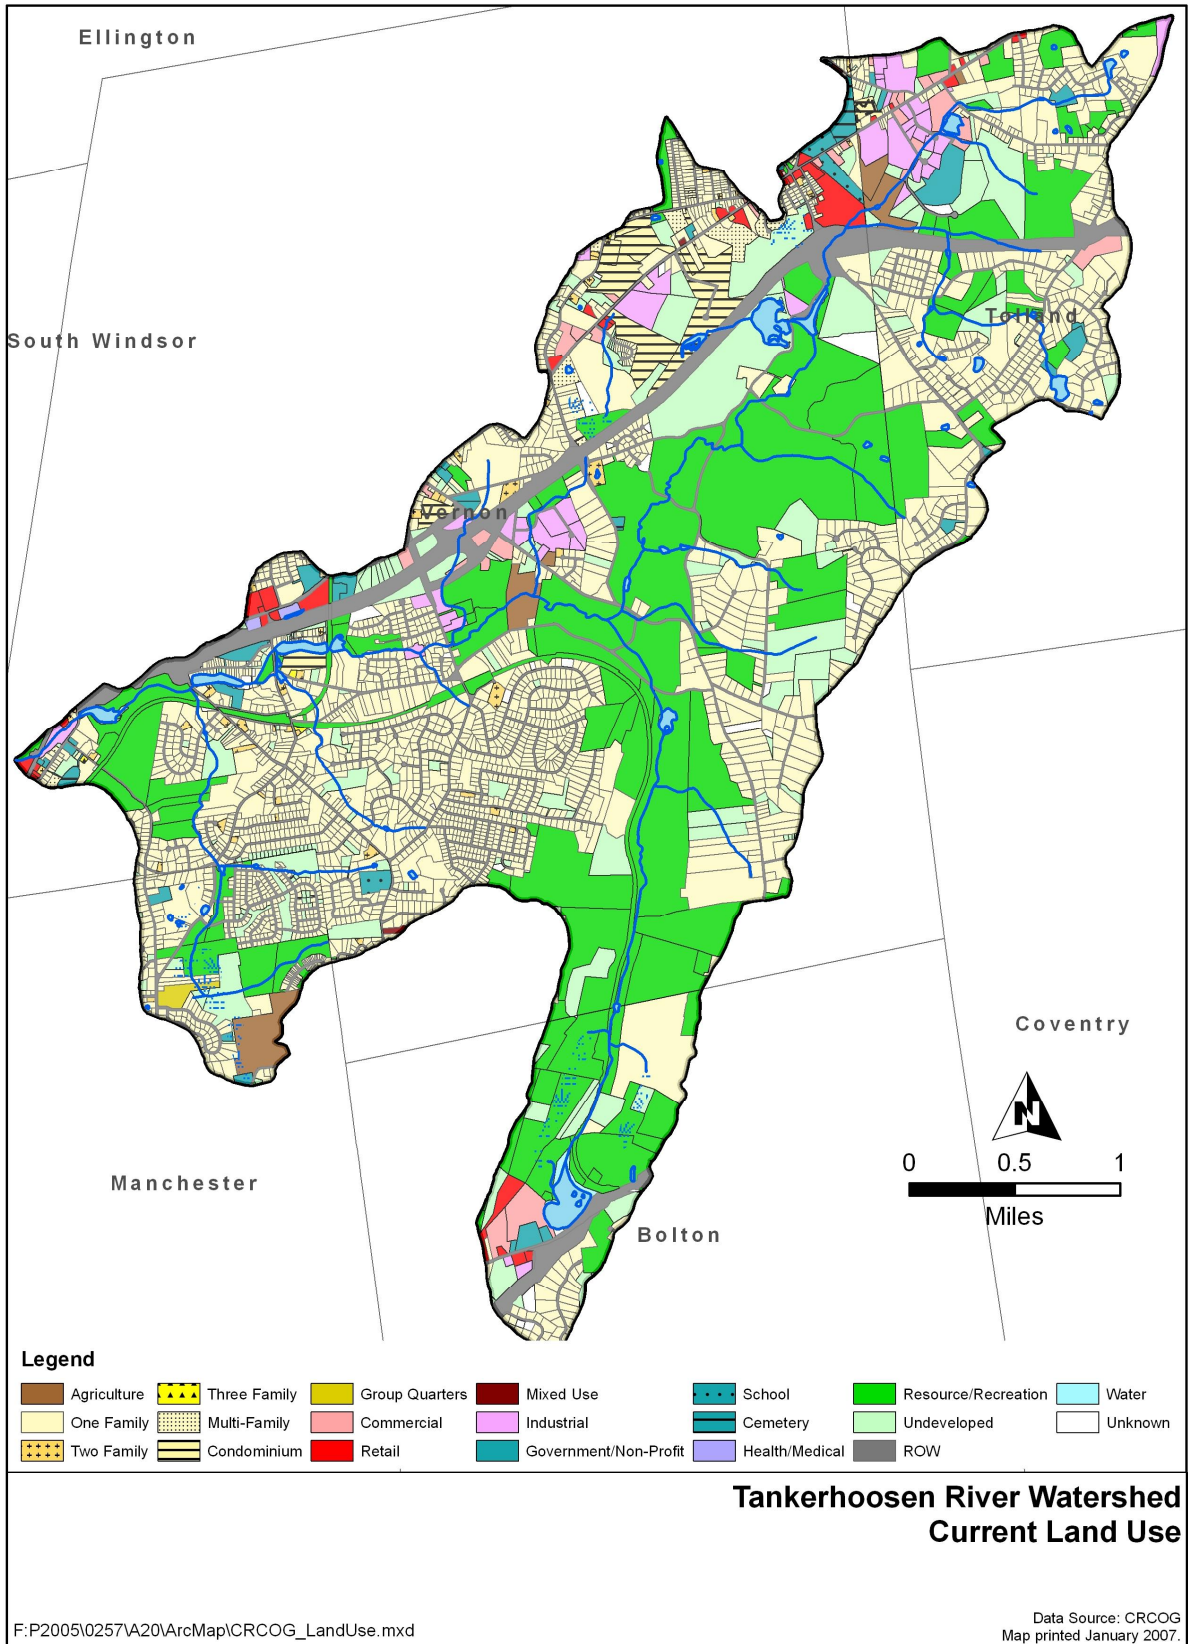 Ellington
South Windsor
Tolland
Vernon
Coventry
N
0 0.5 1
Miles
Manchester
Bolton
Legend
Agriculture Three Family Group Quarters Mixed Use School Resource/Recreation Water
One Family Multi-Family Commercial Industrial Cemetery Undeveloped Unknown
Two Family Condominium Retail Government/Non-Profit Health/Medical ROW
Tankerhoosen River Watershed
Current Land Use
F:P2005\0257\A20\ArcMap\CRCOG_LandUse.mxd
Data Source: CRCOG
Map printed January 2007.